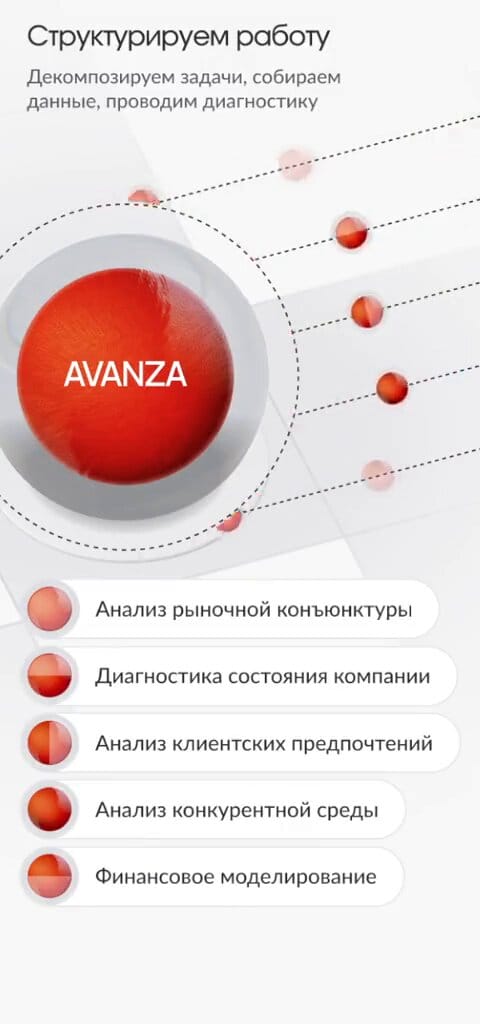 Структурируем работу
Декомпозируем задачи, собираем
данные, проводим диагностику
AVANZA
Анализ рыночной конъюнктуры
Диагностика состояния компании
Анализ клиентских предпочтений
Анализ конкурентной среды
Финансовое моделирование